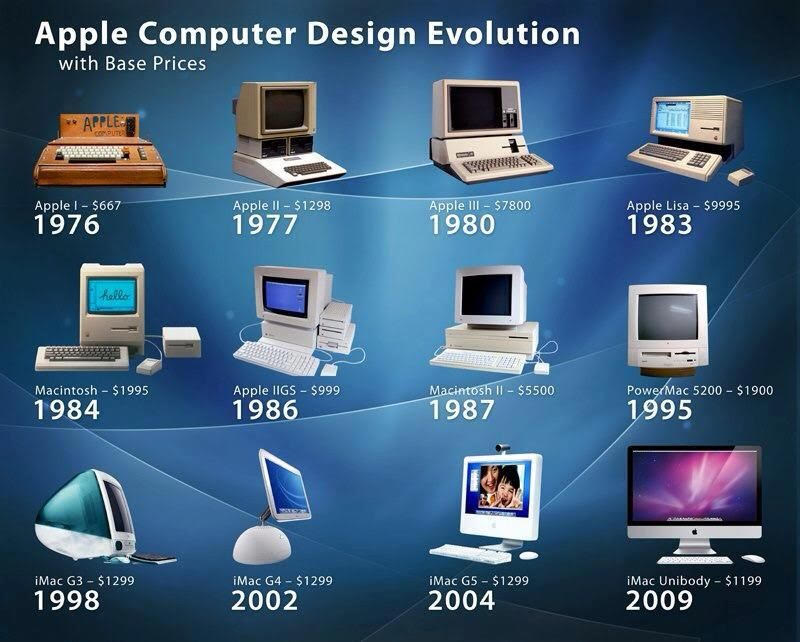 Apple Computer Design Evolution
with Base Prices
APPLE
COMPUTER
Apple I – $667
1976
Apple II – $1298
1977
Apple III – $7800
1980
Apple Lisa – $9995
1983
hello
Macintosh – $1995
1984
Apple IIGS – $999
1986
Macintosh II – $5500
1987
PowerMac 5200 – $1900
1995
iMac G3 – $1299
1998
iMac G4 – $1299
2002
iMac G5 – $1299
2004
iMac Unibody – $1199
2009